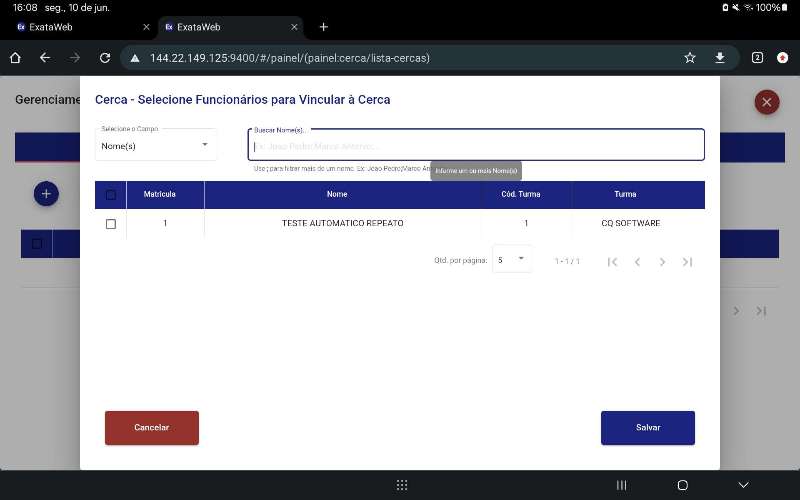 16:08 seg., 10 de jun.
100%
Ex ExataWeb
Ex ExataWeb
144.22.149.125:9400/#/painel/(painel:cerca/lista-cercas)
2
Gerenciame
Cerca - Selecione Funcionários para Vincular à Cerca
Selecione o Campo
Nome(s)
Buscar Nome(s)...
Ex: Joao Pedro;Marco Antonio;...
Use ; para filtrar mais de um nome. Ex: Joao Pedro;Marco An
Informe um ou mais Nome(s)
Matrícula Nome Cód. Turma Turma
1 TESTE AUTOMATICO REPEATO 1 CQ SOFTWARE
Qtd. por página: 5 1 - 1 / 1
Cancelar Salvar